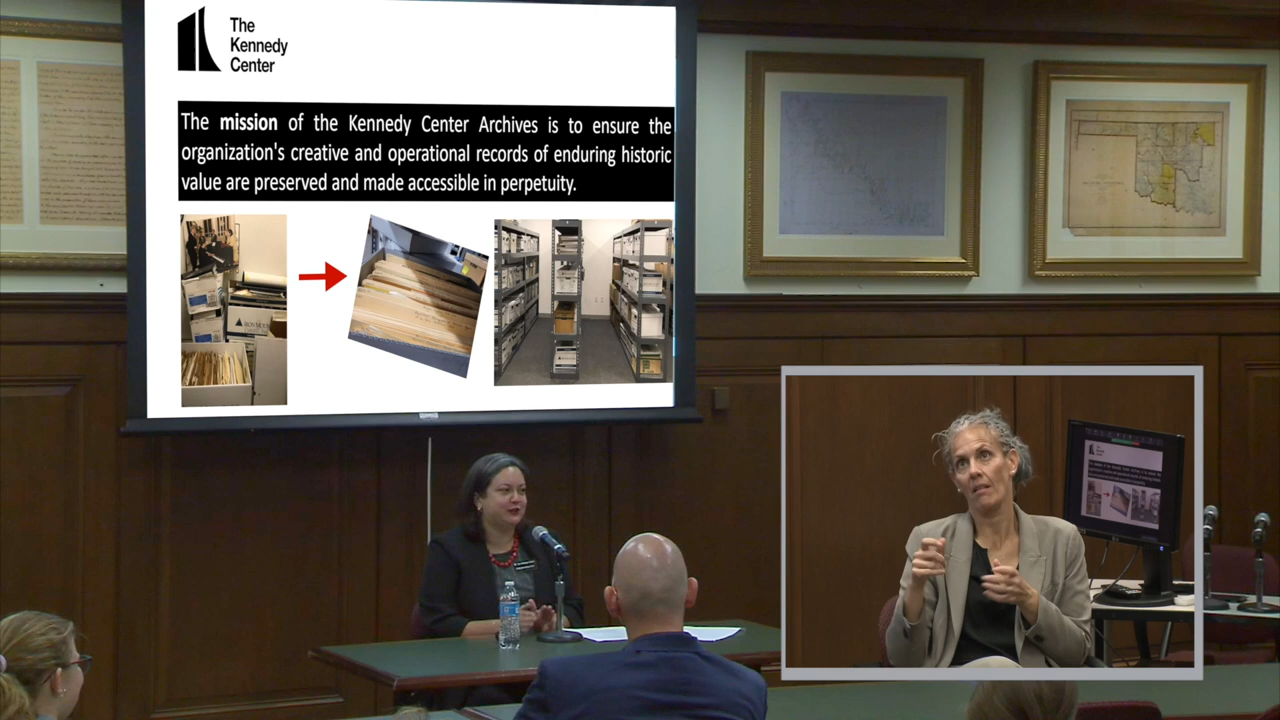 The
Kennedy
Center
The mission of the Kennedy Center Archives is to ensure the
organization's creative and operational records of enduring historic
value are preserved and made accessible in perpetuity.